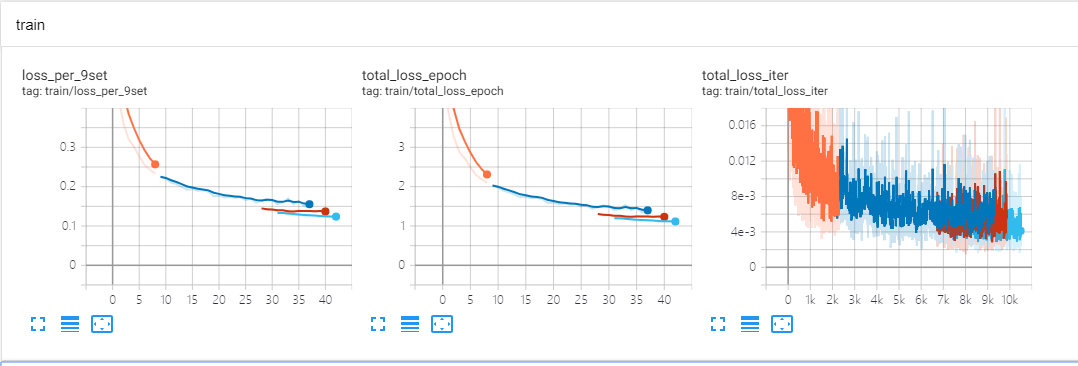 train
loss_per_9set
tag: train/loss_per_9set
0.3
0.2
0.1
0
0 5 10 15 20 25 30 35 40
total_loss_epoch
tag: train/total_loss_epoch
3
2
1
0
0 5 10 15 20 25 30 35 40
total_loss_iter
tag: train/total_loss_iter
0.016
0.012
8e-3
4e-3
0
0 1k 2k 3k 4k 5k 6k 7k 8k 9k 10k